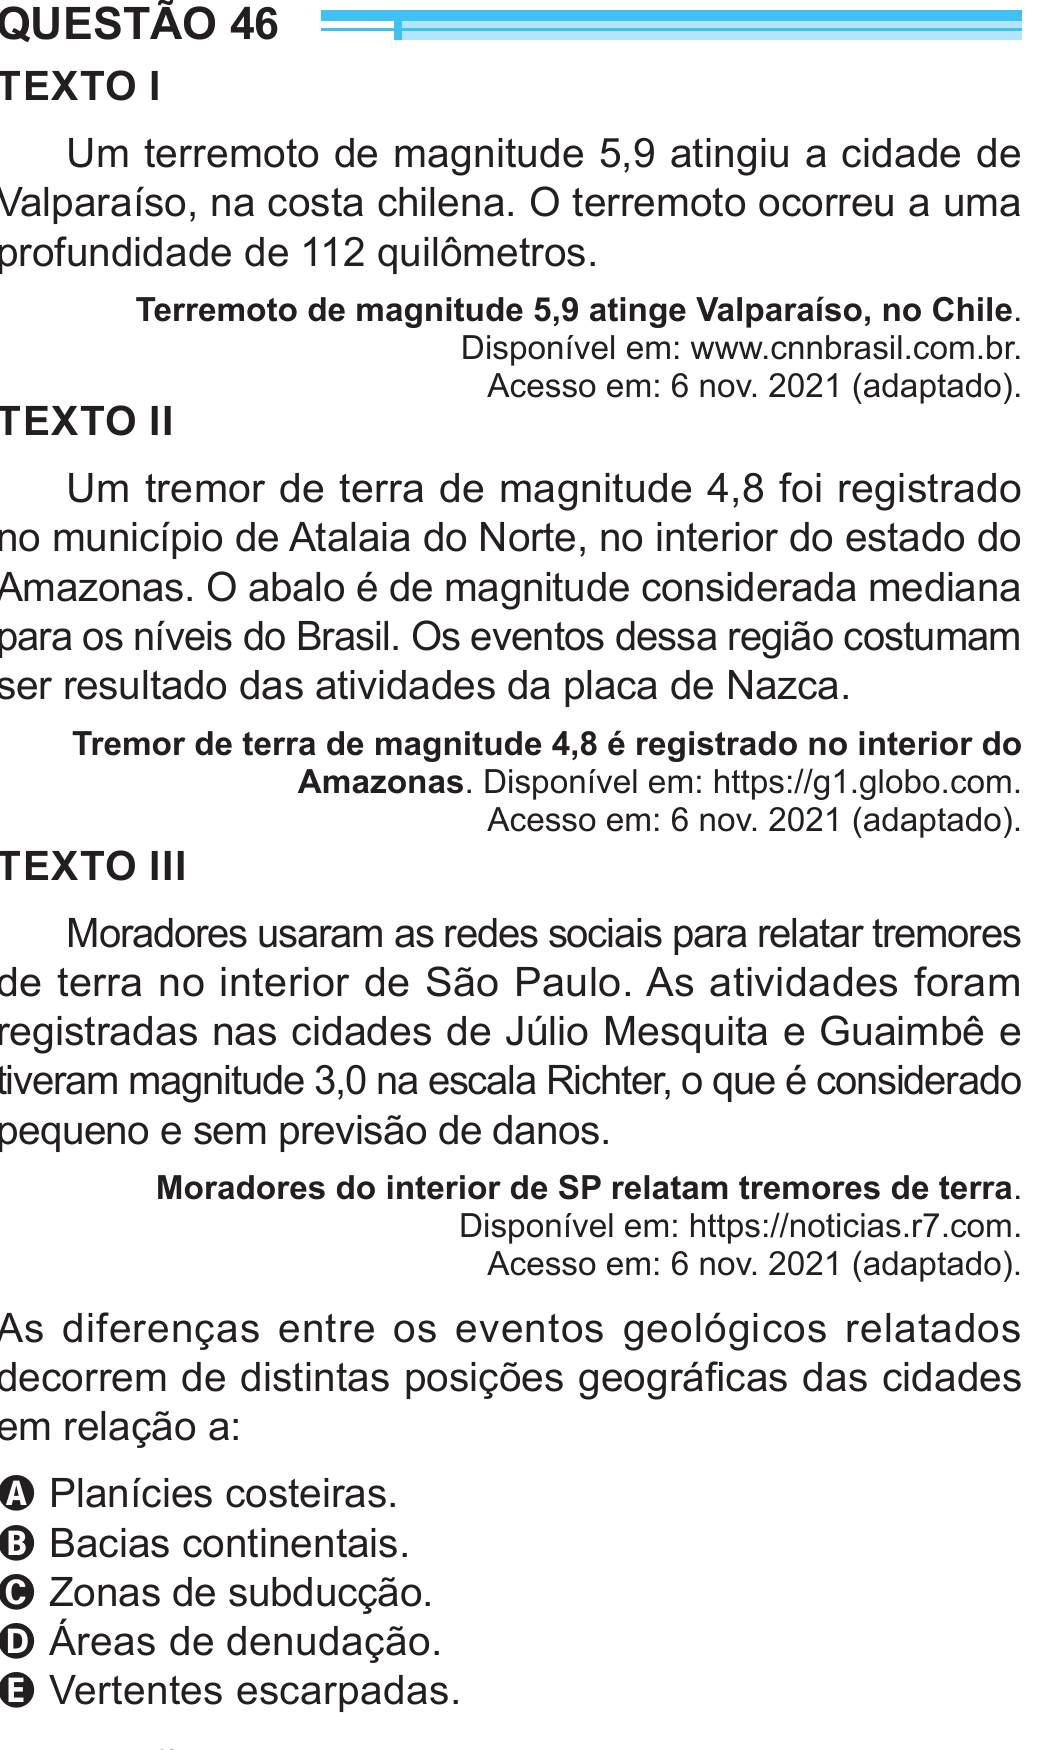 QUESTÃO 46
TEXTO I
Um terremoto de magnitude 5,9 atingiu a cidade de
Valparaíso, na costa chilena. O terremoto ocorreu a uma
profundidade de 112 quilômetros.
Terremoto de magnitude 5,9 atinge Valparaíso, no Chile.
Disponível em: www.cnnbrasil.com.br.
Acesso em: 6 nov. 2021 (adaptado).
TEXTO II
Um tremor de terra de magnitude 4,8 foi registrado
no município de Atalaia do Norte, no interior do estado do
Amazonas. O abalo é de magnitude considerada mediana
para os níveis do Brasil. Os eventos dessa região costumam
ser resultado das atividades da placa de Nazca.
Tremor de terra de magnitude 4,8 é registrado no interior do
Amazonas. Disponível em: https://g1.globo.com.
Acesso em: 6 nov. 2021 (adaptado).
TEXTO III
Moradores usaram as redes sociais para relatar tremores
de terra no interior de São Paulo. As atividades foram
registradas nas cidades de Júlio Mesquita e Guaimbê e
tiveram magnitude 3,0 na escala Richter, o que é considerado
pequeno e sem previsão de danos.
Moradores do interior de SP relatam tremores de terra.
Disponível em: https://noticias.r7.com.
Acesso em: 6 nov. 2021 (adaptado).
As diferenças entre os eventos geológicos relatados
decorrem de distintas posições geográficas das cidades
em relação a:
A Planícies costeiras.
B Bacias continentais.
C Zonas de subducção.
D Áreas de denudação.
E Vertentes escarpadas.